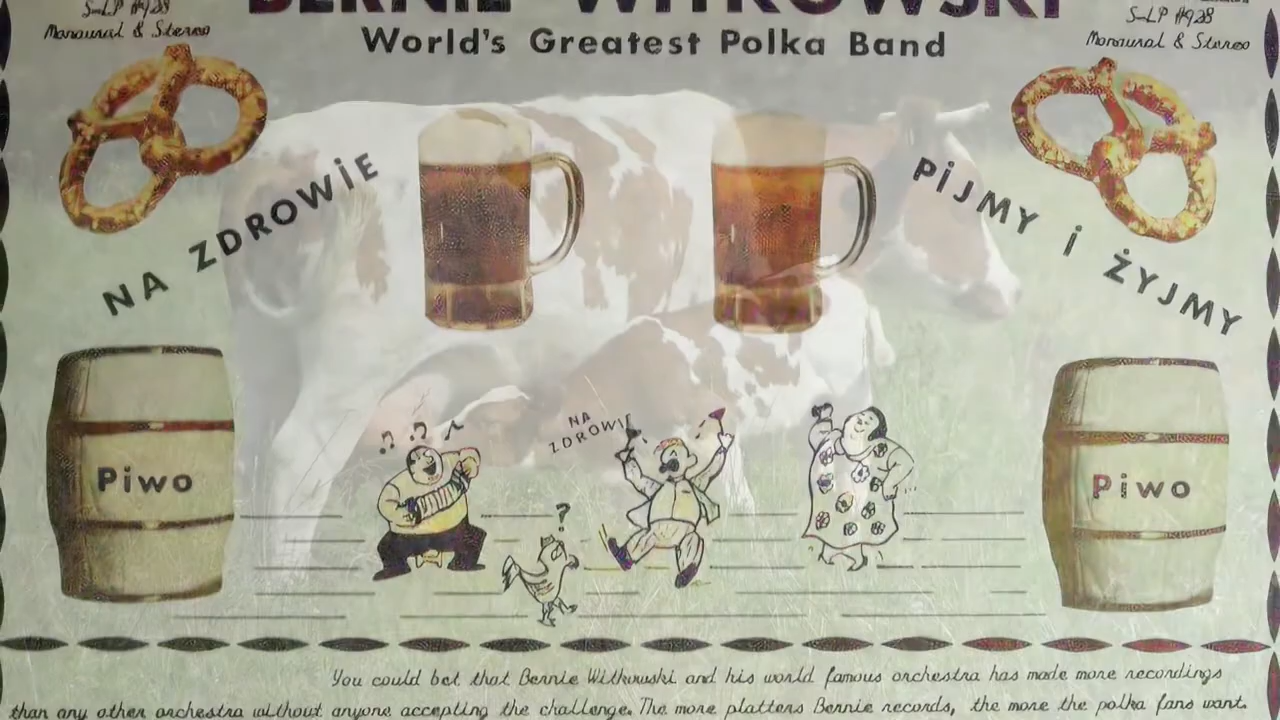 S-LP #928
BERNIE WITKOWSKI
S-LP #928
Monaural & Stereo
World's Greatest Polka Band
Monaural & Stereo
NA ZDROWIE
PIJMY I ŻYJMY
NA
ZDROWIE
Piwo
Piwo
?
You could bet that Bernie Witkowski and his world famous orchestra has made more recordings
than any other orchestra without anyone accepting the challenge. The more platters Bernie records, the more the polka fans want.